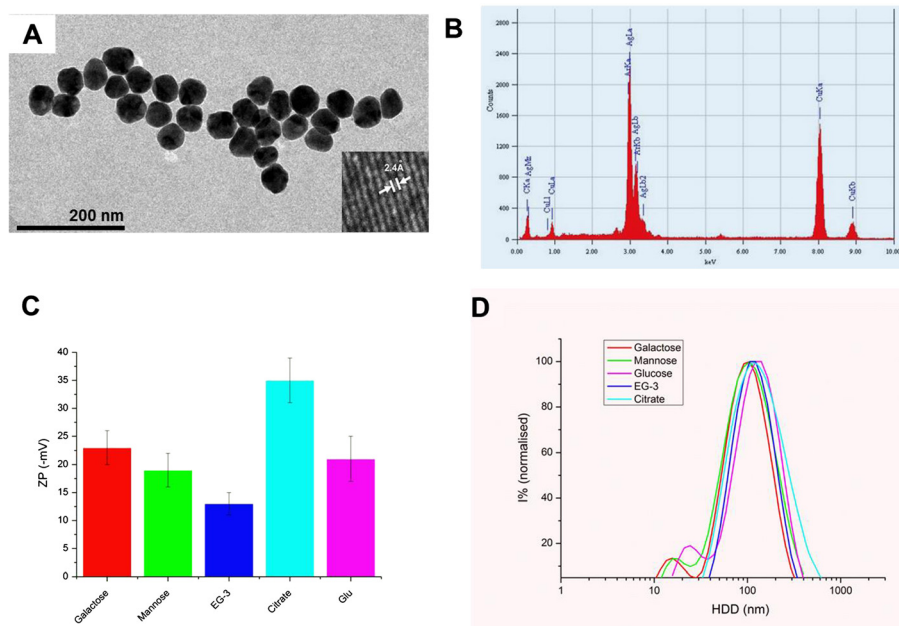 A
200 nm
2.4Å
B
Counts
2800
2400
2000
1600
1200
800
400
0
CKa AgMz
CuLl
CuLa
ArKa AgLa
ArKb AgLb
AgLb2
CuKa
CuKb
0.00 1.00 2.00 3.00 4.00 5.00 6.00 7.00 8.00 9.00 10.00
keV
C
ZP (-mV)
40
35
30
25
20
15
10
5
0
Galactose Mannose EG-3 Citrate Glu
D
I% (normalised)
100
80
60
40
20
Galactose
Mannose
Glucose
EG-3
Citrate
1 10 100 1000
HDD (nm)